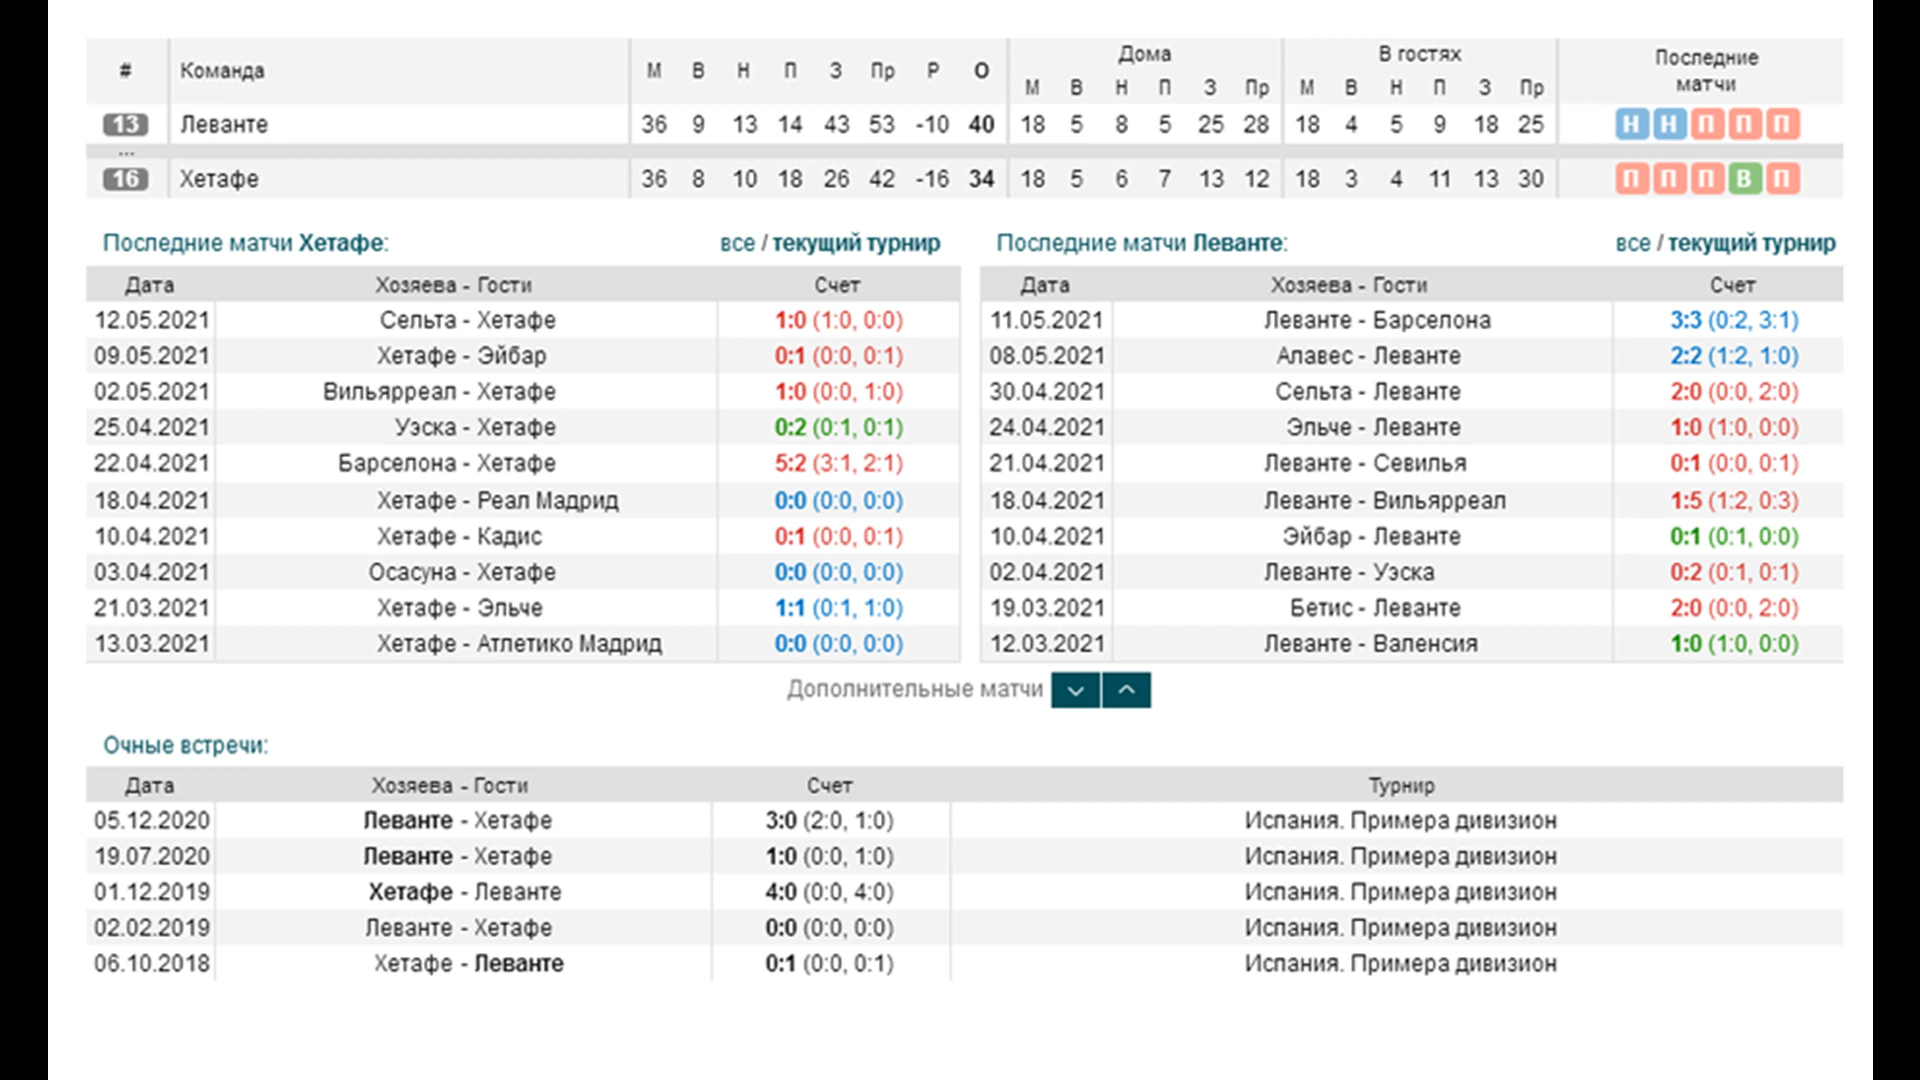 # Команда М В Н П З Пр Р О Дома М В Н П З Пр В гостях М В Н П З Пр Последние матчи
13 Леванте 36 9 13 14 43 53 -10 40 18 5 8 5 25 28 18 4 5 9 18 25 Н Н П П П
...
16 Хетафе 36 8 10 18 26 42 -16 34 18 5 6 7 13 12 18 3 4 11 13 30 П П П В П
Последние матчи Хетафе: все / текущий турнир
Дата Хозяева - Гости Счет
12.05.2021 Сельта - Хетафе 1:0 (1:0, 0:0)
09.05.2021 Хетафе - Эйбар 0:1 (0:0, 0:1)
02.05.2021 Вильярреал - Хетафе 1:0 (0:0, 1:0)
25.04.2021 Уэска - Хетафе 0:2 (0:1, 0:1)
22.04.2021 Барселона - Хетафе 5:2 (3:1, 2:1)
18.04.2021 Хетафе - Реал Мадрид 0:0 (0:0, 0:0)
10.04.2021 Хетафе - Кадис 0:1 (0:0, 0:1)
03.04.2021 Осасуна - Хетафе 0:0 (0:0, 0:0)
21.03.2021 Хетафе - Эльче 1:1 (0:1, 1:0)
13.03.2021 Хетафе - Атлетико Мадрид 0:0 (0:0, 0:0)
Последние матчи Леванте: все / текущий турнир
Дата Хозяева - Гости Счет
11.05.2021 Леванте - Барселона 3:3 (0:2, 3:1)
08.05.2021 Алавес - Леванте 2:2 (1:2, 1:0)
30.04.2021 Сельта - Леванте 2:0 (0:0, 2:0)
24.04.2021 Эльче - Леванте 1:0 (1:0, 0:0)
21.04.2021 Леванте - Севилья 0:1 (0:0, 0:1)
18.04.2021 Леванте - Вильярреал 1:5 (1:2, 0:3)
10.04.2021 Эйбар - Леванте 0:1 (0:1, 0:0)
02.04.2021 Леванте - Уэска 0:2 (0:1, 0:1)
19.03.2021 Бетис - Леванте 2:0 (0:0, 2:0)
12.03.2021 Леванте - Валенсия 1:0 (1:0, 0:0)
Дополнительные матчи
Очные встречи:
Дата Хозяева - Гости Счет Турнир
05.12.2020 Леванте - Хетафе 3:0 (2:0, 1:0) Испания. Примера дивизион
19.07.2020 Леванте - Хетафе 1:0 (0:0, 1:0) Испания. Примера дивизион
01.12.2019 Хетафе - Леванте 4:0 (0:0, 4:0) Испания. Примера дивизион
02.02.2019 Леванте - Хетафе 0:0 (0:0, 0:0) Испания. Примера дивизион
06.10.2018 Хетафе - Леванте 0:1 (0:0, 0:1) Испания. Примера дивизион